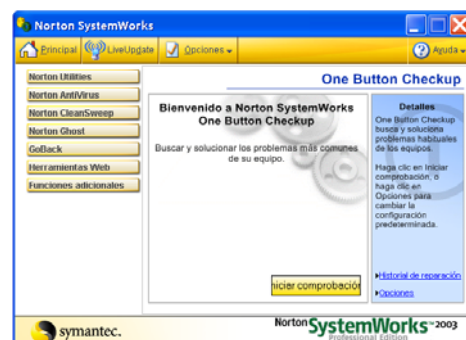 Norton SystemWorks
Principal LiveUpdate Opciones Ayuda
Norton Utilities
Norton AntiVirus
Norton CleanSweep
Norton Ghost
GoBack
Herramientas Web
Funciones adicionales
One Button Checkup
Bienvenido a Norton SystemWorks
One Button Checkup
Buscar y solucionar los problemas más comunes
de su equipo.
niciar comprobación
Detalles
One Button Checkup
busca y soluciona
problemas habituales
de los equipos.
Haga clic en Iniciar
comprobación, o
haga clic en
Opciones para
cambiar la
configuración
predeterminada.
Historial de reparación
Opciones
symantec.
Norton SystemWorks 2003
Professional Edition